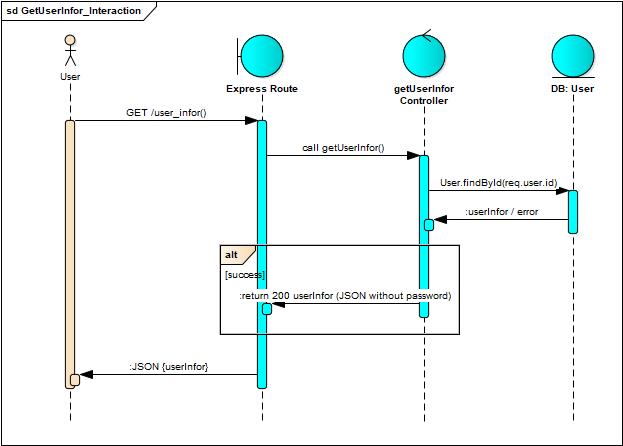 sd GetUserInfor_Interaction
User
Express Route
getUserInfor
Controller
DB: User
GET /user_infor()
call getUserInfor()
User.findById(req.user.id)
:userInfor / error
alt
[success]
:return 200 userInfor (JSON without password)
:JSON {userInfor}